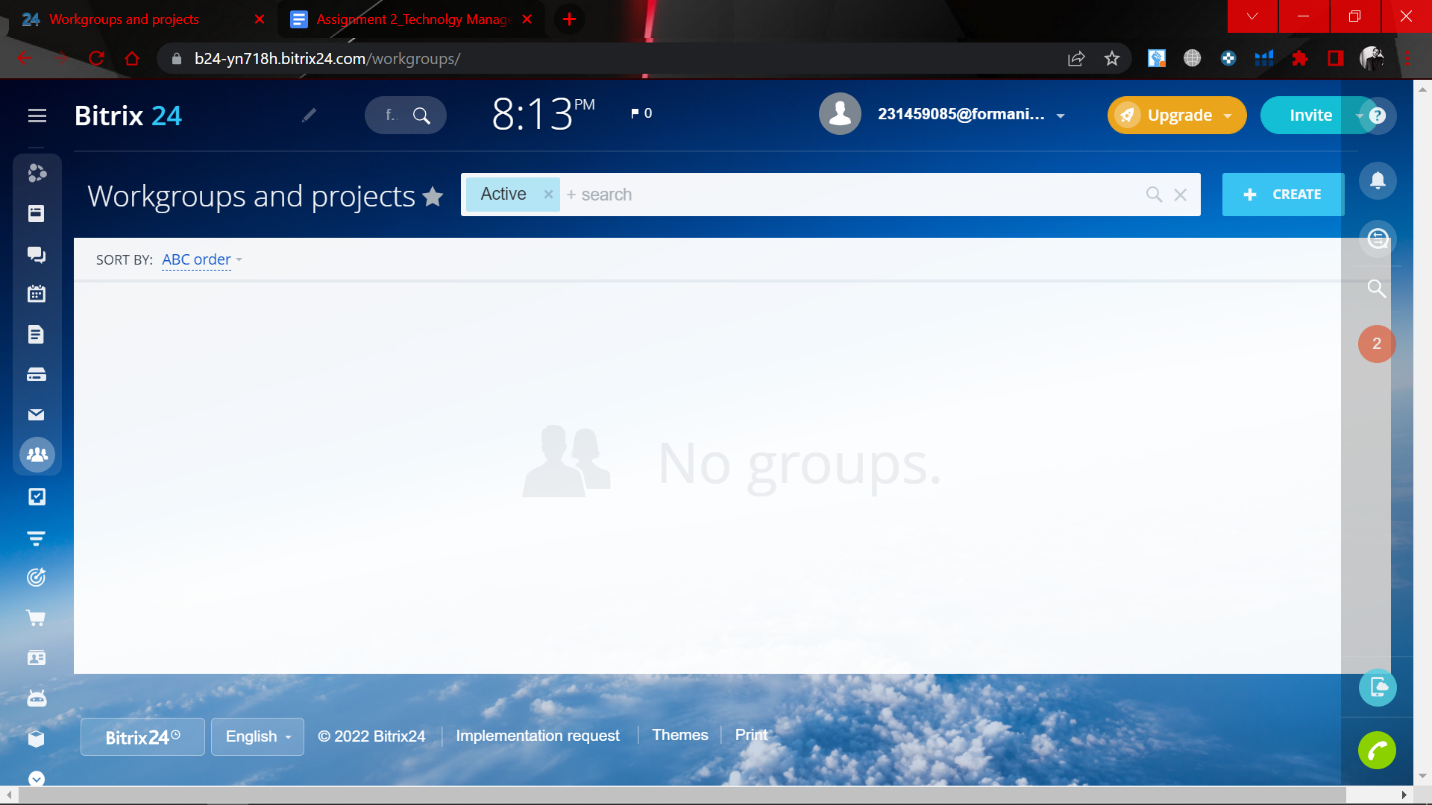 24 Workgroups and projects
Assignment 2_Technolgy Manage
b24-yn718h.bitrix24.com/workgroups/
Bitrix 24
f..
8:13 PM
0
231459085@formani...
Upgrade
Invite
?
Workgroups and projects
Active × + search
+ CREATE
SORT BY: ABC order
2
No groups.
Bitrix24
English
© 2022 Bitrix24
Implementation request
Themes
Print